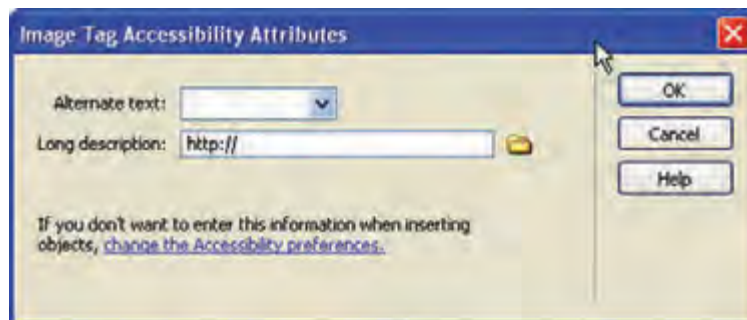 Image Tag Accessibility Attributes
Alternate text:
OK
Long description: http://
Cancel
Help
If you don't want to enter this information when inserting
objects, change the Accessibility preferences.